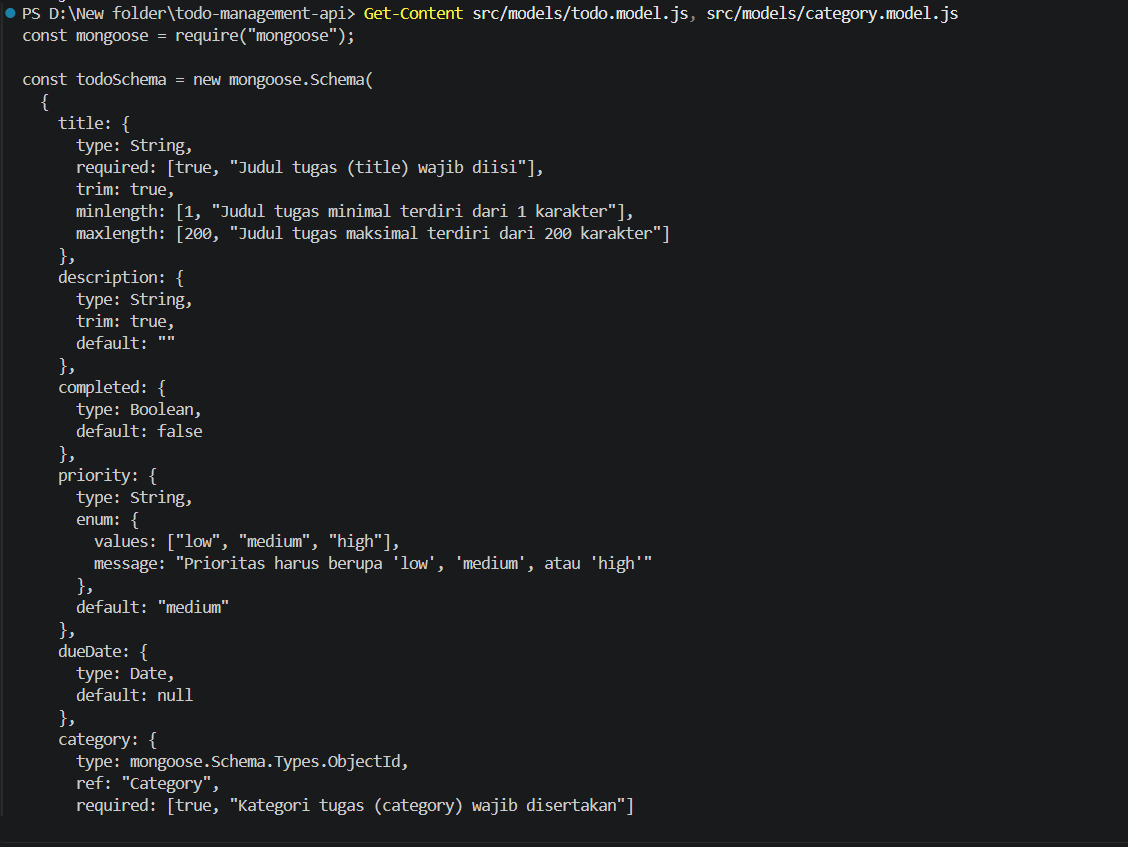 PS D:\New folder\todo-management-api> Get-Content src/models/todo.model.js, src/models/category.model.js
const mongoose = require("mongoose");

const todoSchema = new mongoose.Schema(
  {
    title: {
      type: String,
      required: [true, "Judul tugas (title) wajib diisi"],
      trim: true,
      minlength: [1, "Judul tugas minimal terdiri dari 1 karakter"],
      maxlength: [200, "Judul tugas maksimal terdiri dari 200 karakter"]
    },
    description: {
      type: String,
      trim: true,
      default: ""
    },
    completed: {
      type: Boolean,
      default: false
    },
    priority: {
      type: String,
      enum: {
        values: ["low", "medium", "high"],
        message: "Prioritas harus berupa 'low', 'medium', atau 'high'"
      },
      default: "medium"
    },
    dueDate: {
      type: Date,
      default: null
    },
    category: {
      type: mongoose.Schema.Types.ObjectId,
      ref: "Category",
      required: [true, "Kategori tugas (category) wajib disertakan"]